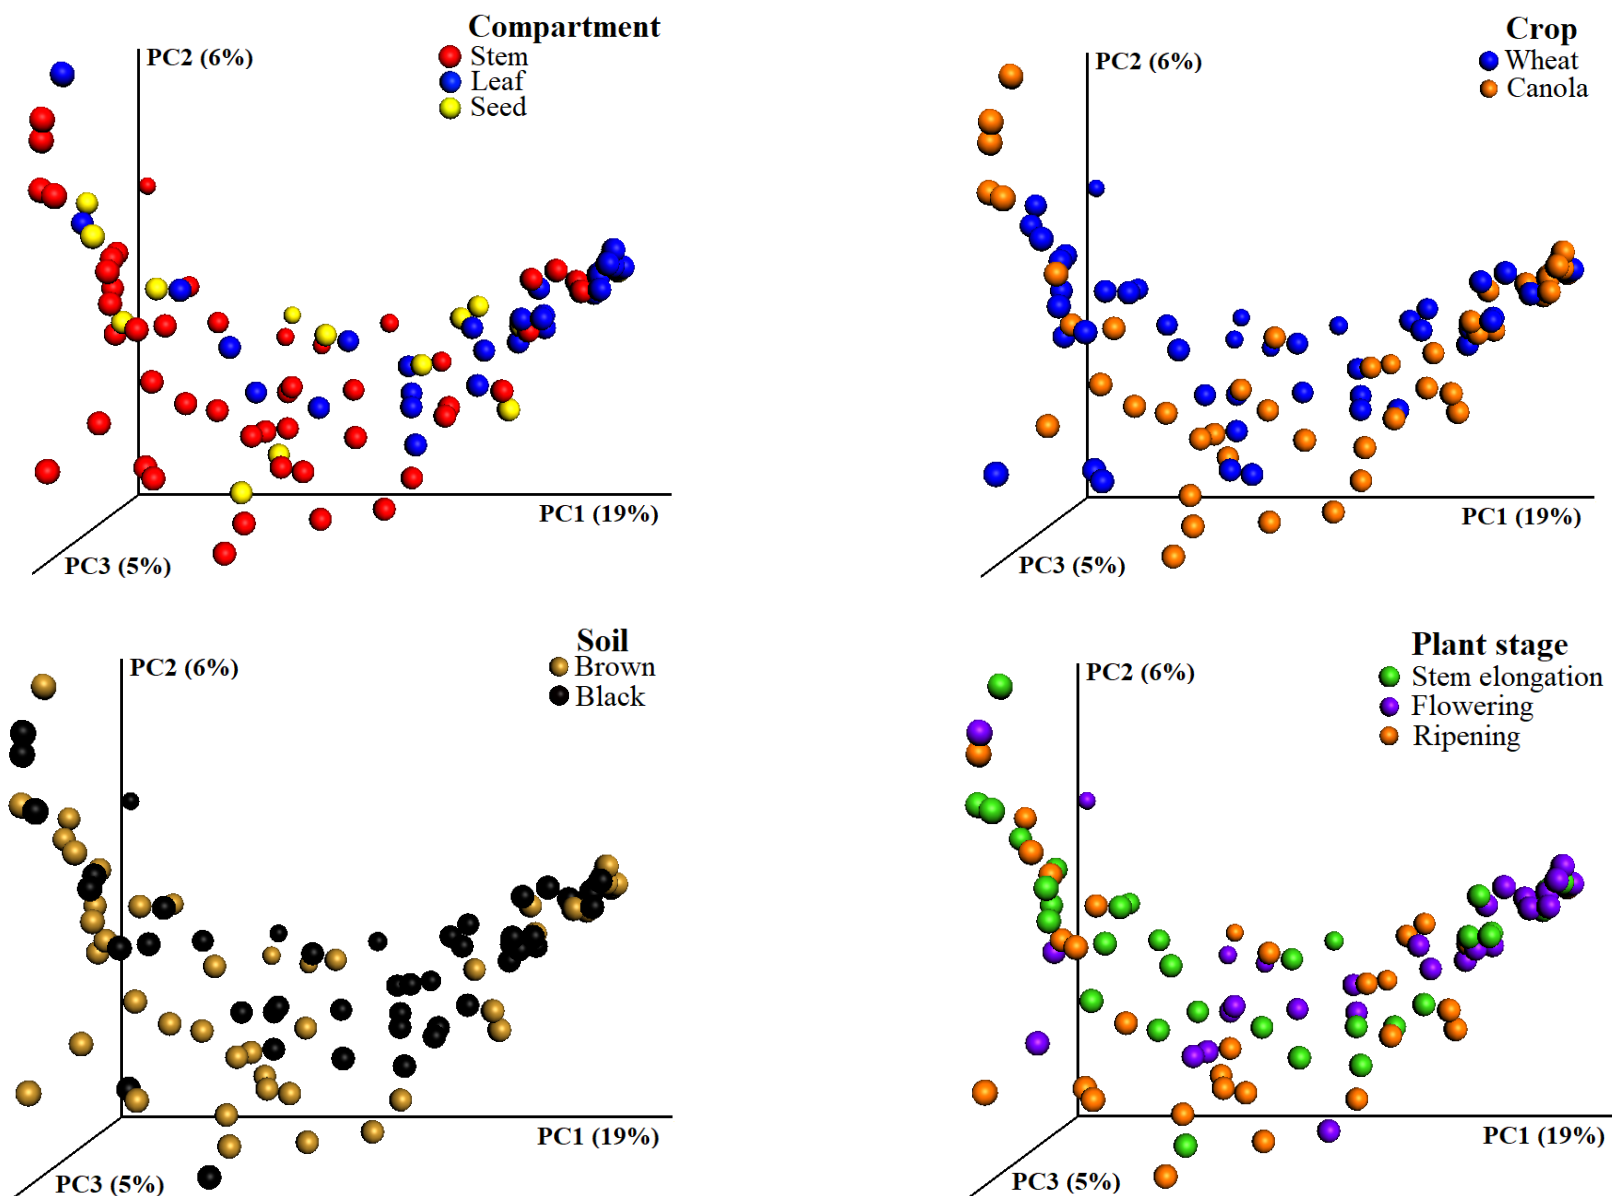 Compartment
Stem
Leaf
Seed
PC2 (6%)
PC1 (19%)
PC3 (5%)
Crop
Wheat
Canola
PC2 (6%)
PC1 (19%)
PC3 (5%)
Soil
Brown
Black
PC2 (6%)
PC1 (19%)
PC3 (5%)
Plant stage
Stem elongation
Flowering
Ripening
PC2 (6%)
PC1 (19%)
PC3 (5%)